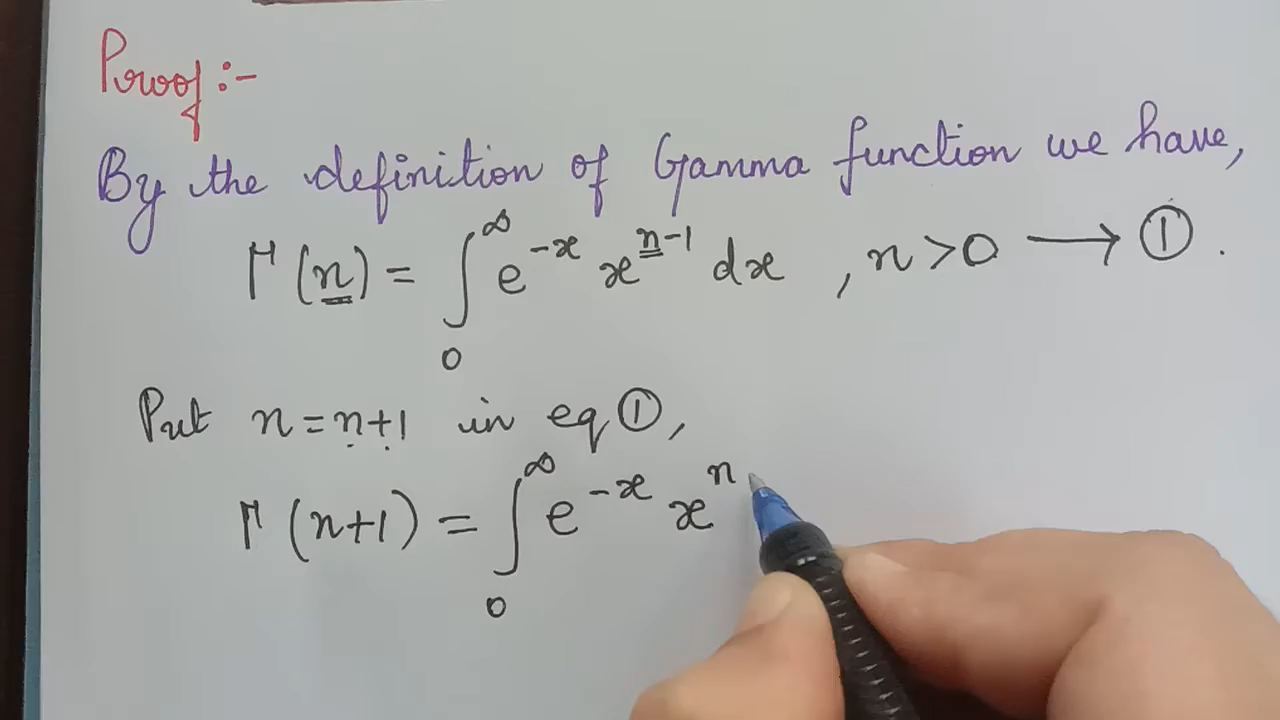 Proof :-
By the definition of Gamma function we have,
Γ(n) = ∫₀^∞ e^{-x} x^{n-1} dx , n>0 ⟶ ① .
Put n = n+1 in eq ①,
Γ(n+1) = ∫₀^∞ e^{-x} x^n